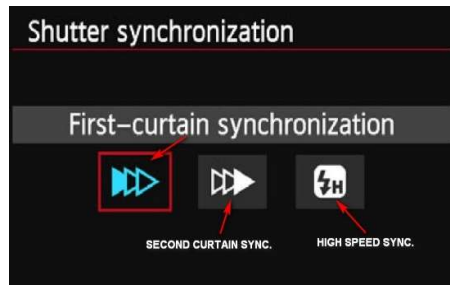 Shutter synchronization
First-curtain synchronization
H
SECOND CURTAIN SYNC.
HIGH SPEED SYNC.